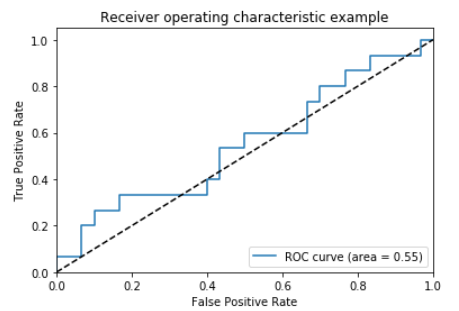 Receiver operating characteristic example
True Positive Rate
1.0
0.8
0.6
0.4
0.2
0.0
ROC curve (area = 0.55)
0.0 0.2 0.4 0.6 0.8 1.0
False Positive Rate